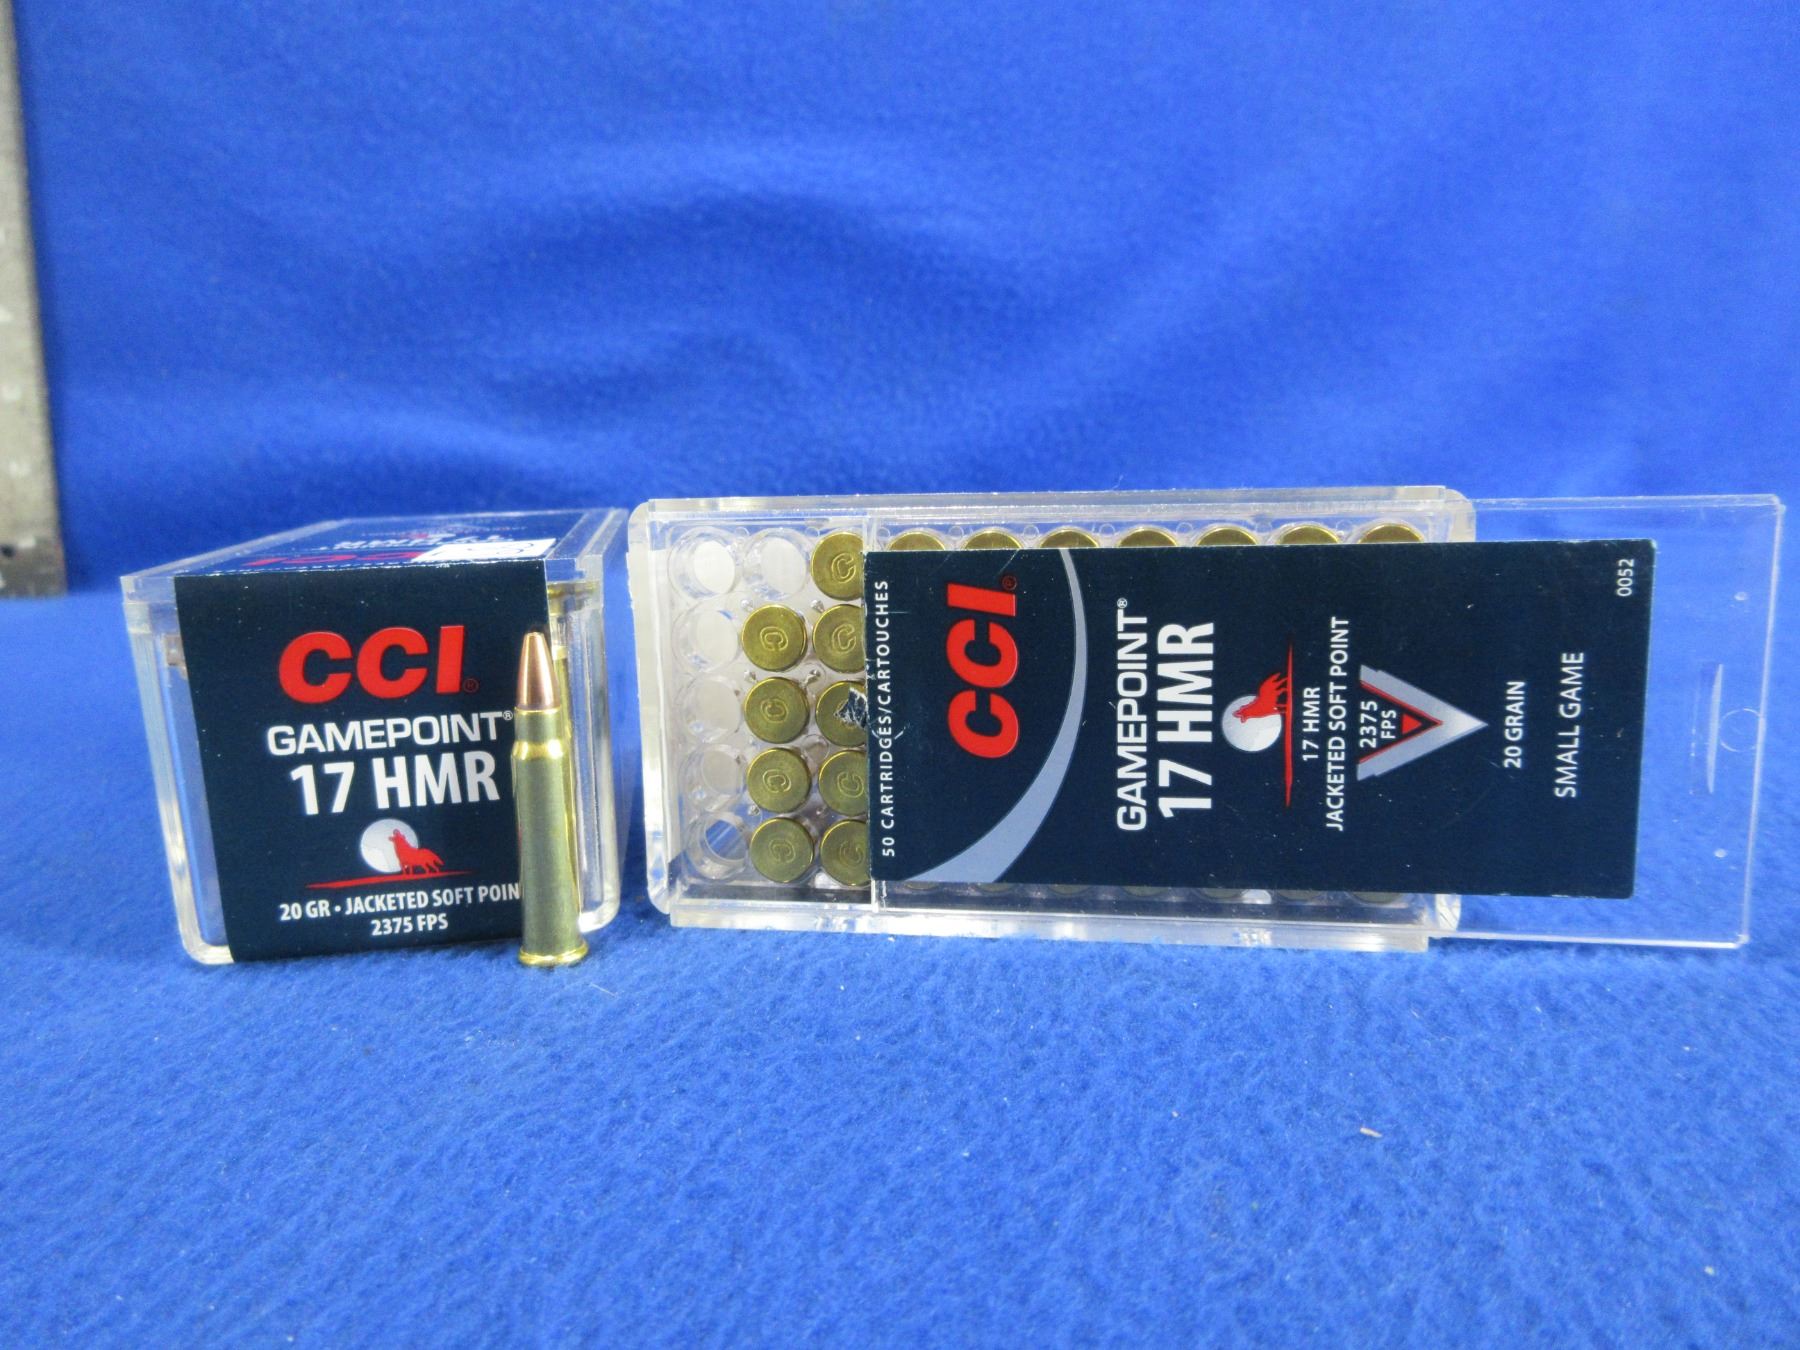 CCI®
GAMEPOINT®
17 HMR
20 GR • JACKETED SOFT POIN
2375 FPS
50 CARTRIDGES/CARTOUCHES
CCI®
GAMEPOINT®
17 HMR
17 HMR
JACKETED SOFT POINT
2375
FPS
20 GRAIN
SMALL GAME
0052
C
C
C
C
C
C
C
C